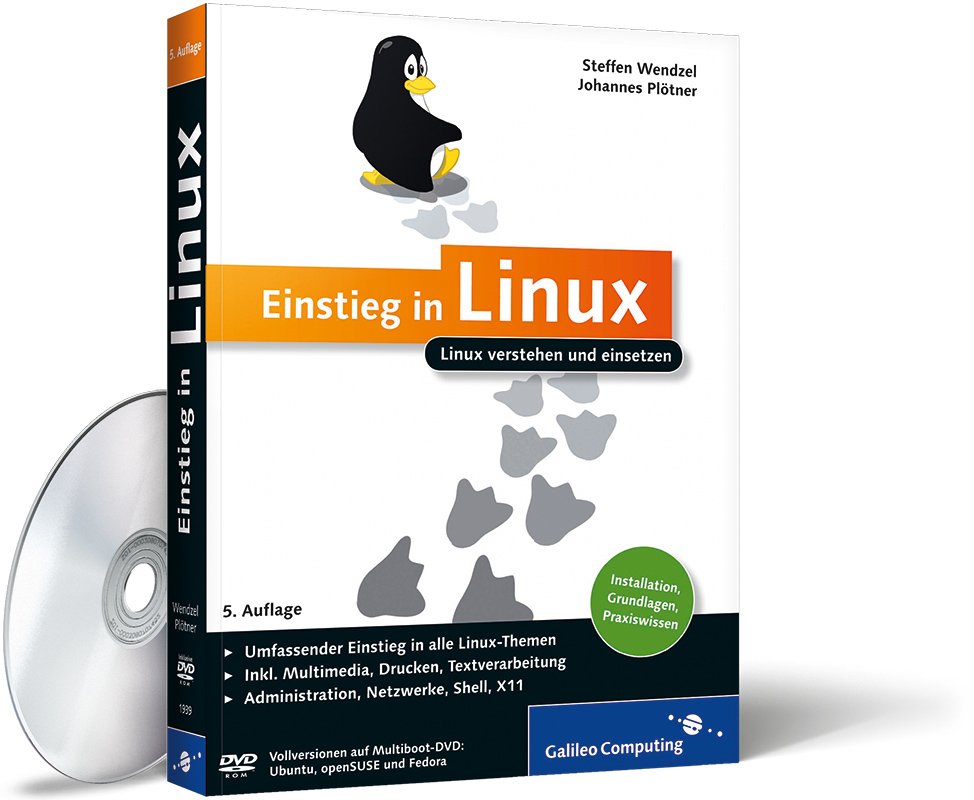 Steffen Wendzel
Johannes Plötner
Einstieg in Linux
Linux verstehen und einsetzen
Installation,
Grundlagen,
Praxiswissen
5. Auflage
▸ Umfassender Einstieg in alle Linux-Themen
▸ Inkl. Multimedia, Drucken, Textverarbeitung
▸ Administration, Netzwerke, Shell, X11
DVD
ROM
Vollversionen auf Multiboot-DVD:
Ubuntu, openSUSE und Fedora
Galileo Computing
5. Auflage
Einstieg in Linux
Wendzel
Plötner
Inklusive
DVD
ROM
1939